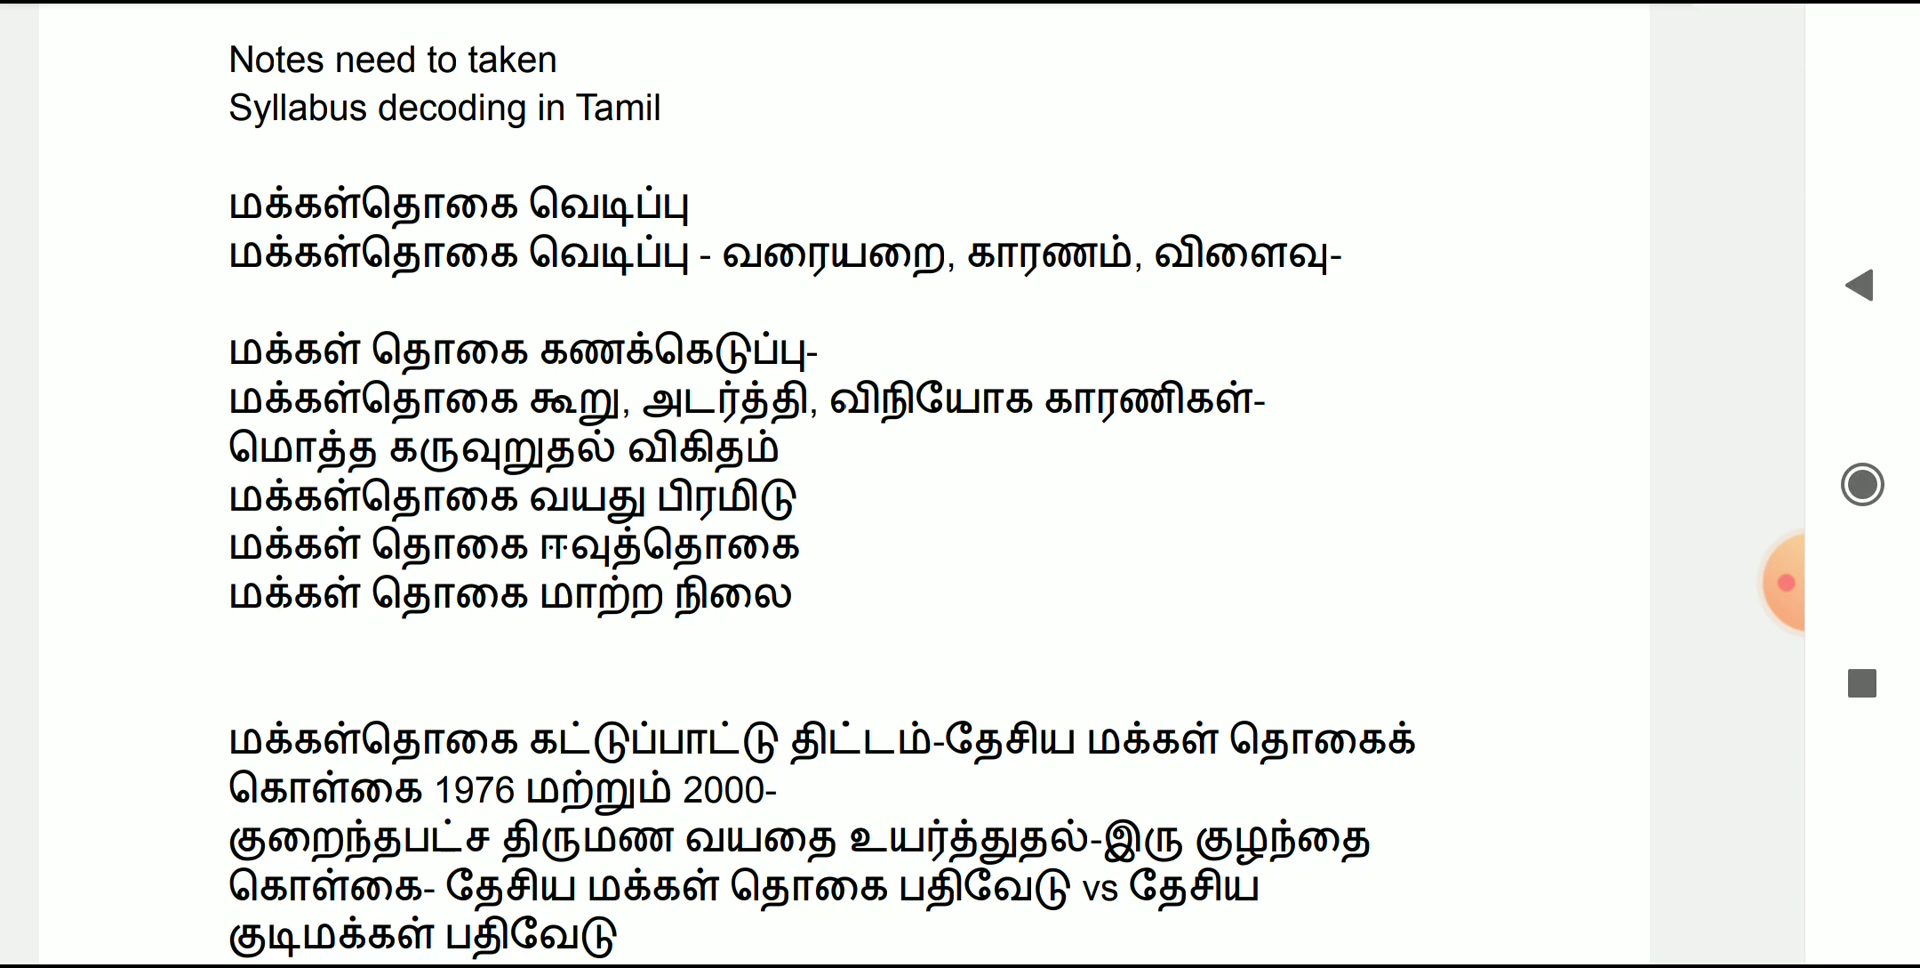 Notes need to taken
Syllabus decoding in Tamil
மக்கள்தொகை வெடிப்பு
மக்கள்தொகை வெடிப்பு - வரையறை, காரணம், விளைவு-
மக்கள் தொகை கணக்கெடுப்பு-
மக்கள்தொகை கூறு, அடர்த்தி, விநியோக காரணிகள்-
மொத்த கருவுறுதல் விகிதம்
மக்கள்தொகை வயது பிரமிடு
மக்கள் தொகை ஈவுத்தொகை
மக்கள் தொகை மாற்ற நிலை
மக்கள்தொகை கட்டுப்பாட்டு திட்டம்-தேசிய மக்கள் தொகைக்
கொள்கை 1976 மற்றும் 2000-
குறைந்தபட்ச திருமண வயதை உயர்த்துதல்-இரு குழந்தை
கொள்கை- தேசிய மக்கள் தொகை பதிவேடு vs தேசிய
குடிமக்கள் பதிவேடு